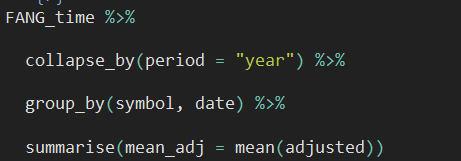 FANG_time %>%
collapse_by(period = "year") %>%
group_by(symbol, date) %>%
summarise(mean_adj = mean(adjusted))